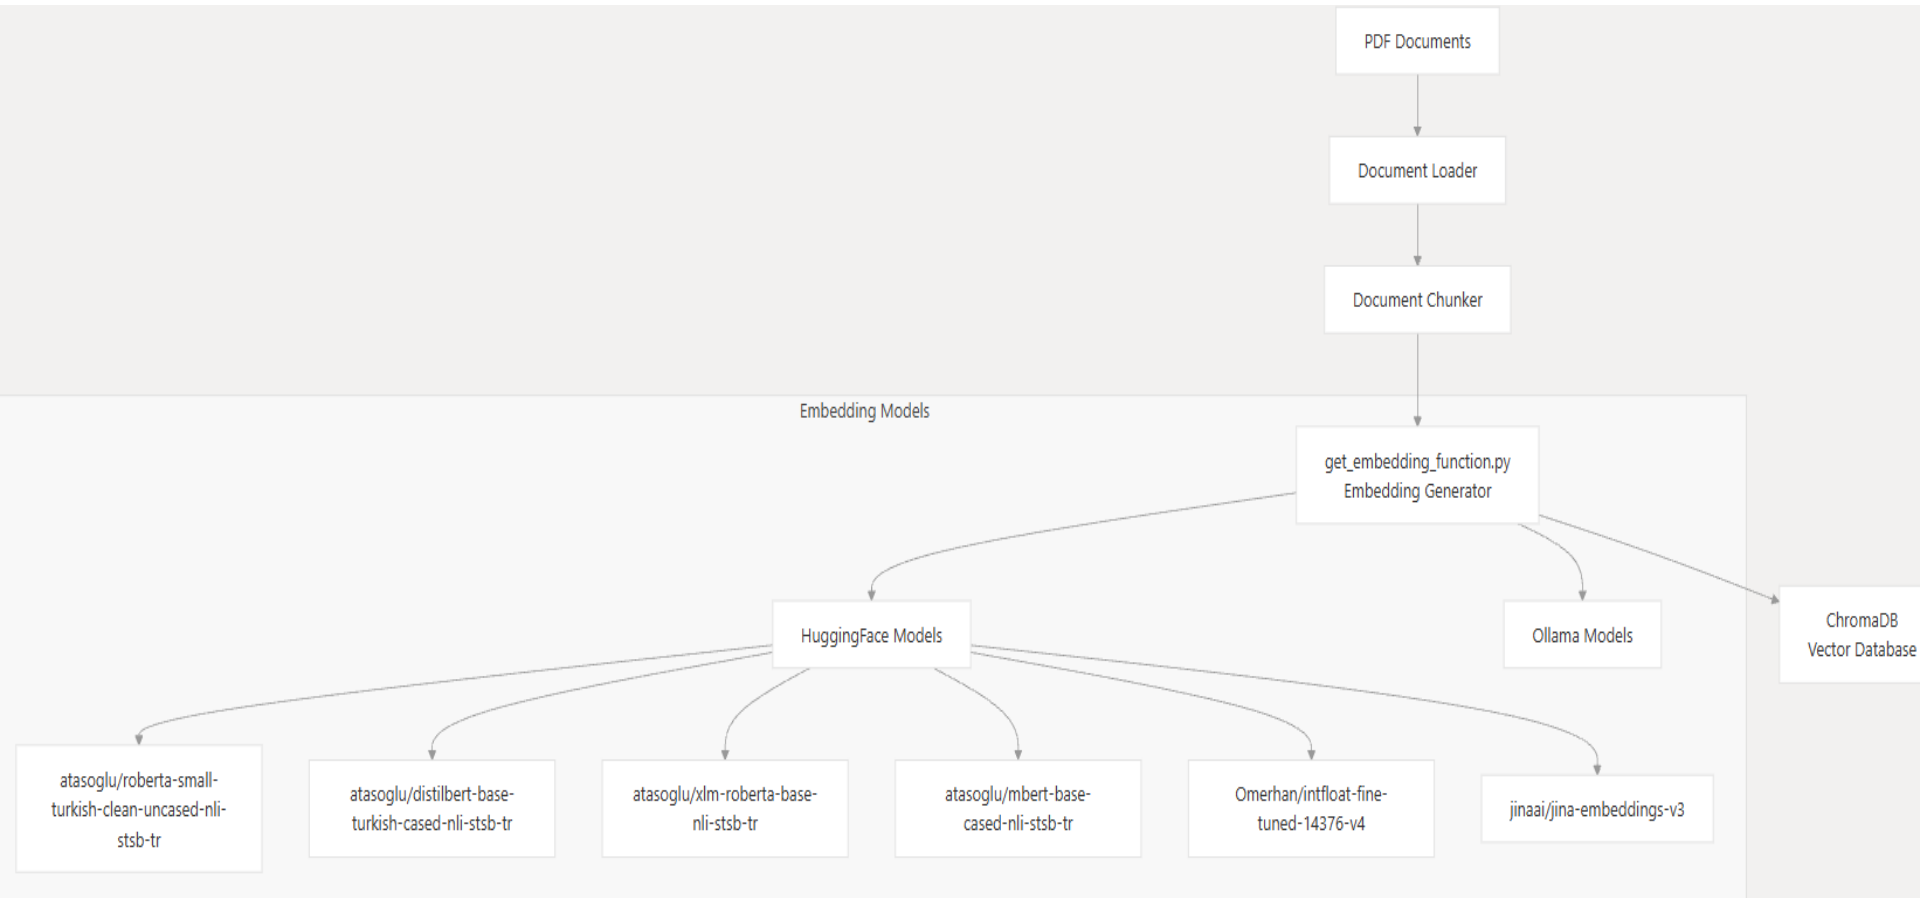 PDF Documents
Document Loader
Document Chunker
Embedding Models
get_embedding_function.py
Embedding Generator
HuggingFace Models
Ollama Models
ChromaDB
Vector Database
atasoglu/roberta-small-
turkish-clean-uncased-nli-
stsb-tr
atasoglu/distilbert-base-
turkish-cased-nli-stsb-tr
atasoglu/xlm-roberta-base-
nli-stsb-tr
atasoglu/mbert-base-
cased-nli-stsb-tr
Omerhan/intfloat-fine-
tuned-14376-v4
jinaai/jina-embeddings-v3